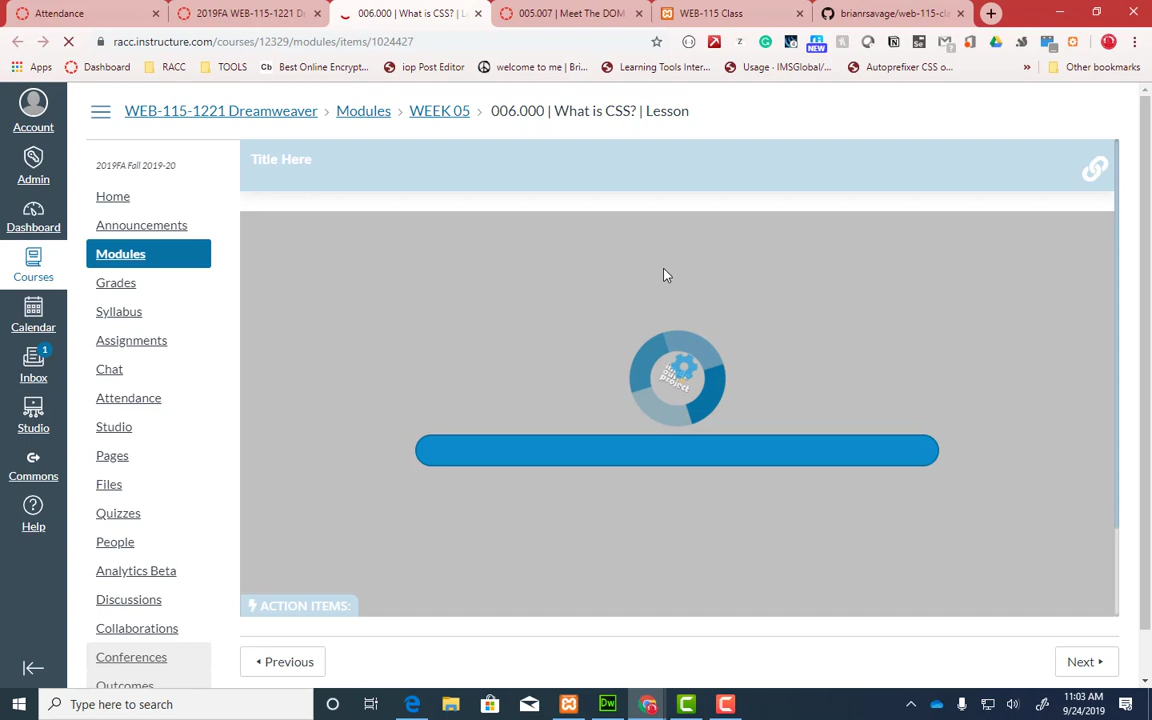 Attendance
2019FA WEB-115-1221 Dr
006.000 | What is CSS? | L
005.007 | Meet The DOM
WEB-115 Class
brianrsavage/web-115-cl
racc.instructure.com/courses/12329/modules/items/1024427
Apps
Dashboard
RACC
TOOLS
Best Online Encrypt...
iop Post Editor
welcome to me | Bri...
Learning Tools Inter...
Usage · IMSGlobal/...
Autoprefixer CSS o...
»
Other bookmarks
NEW
Account
Admin
Dashboard
Courses
Calendar
1
Inbox
Studio
Commons
Help
WEB-115-1221 Dreamweaver › Modules › WEEK 05 › 006.000 | What is CSS? | Lesson
2019FA Fall 2019-20
Home
Announcements
Modules
Grades
Syllabus
Assignments
Chat
Attendance
Studio
Pages
Files
Quizzes
People
Analytics Beta
Discussions
Collaborations
Conferences
Outcomes
Title Here
ACTION ITEMS:
Previous
Next
Type here to search
Dw
11:03 AM
9/24/2019